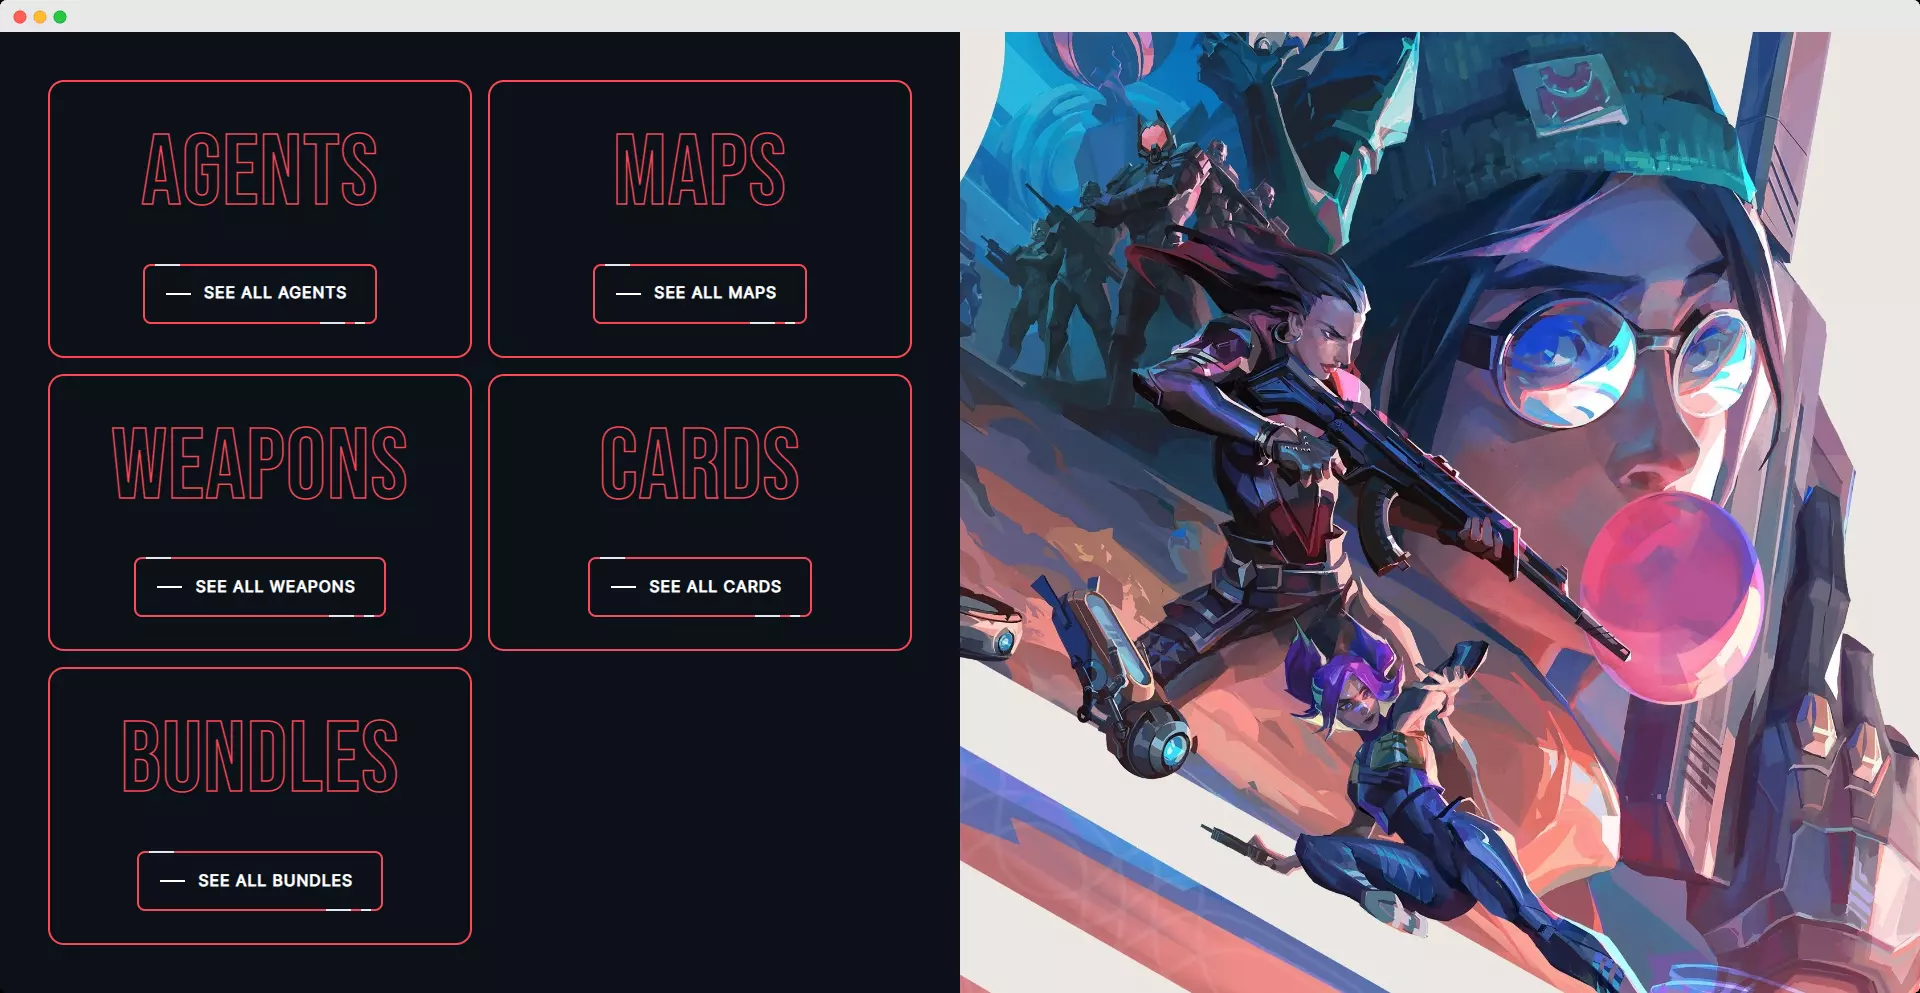 AGENTS
SEE ALL AGENTS
MAPS
SEE ALL MAPS
WEAPONS
SEE ALL WEAPONS
CARDS
SEE ALL CARDS
BUNDLES
SEE ALL BUNDLES